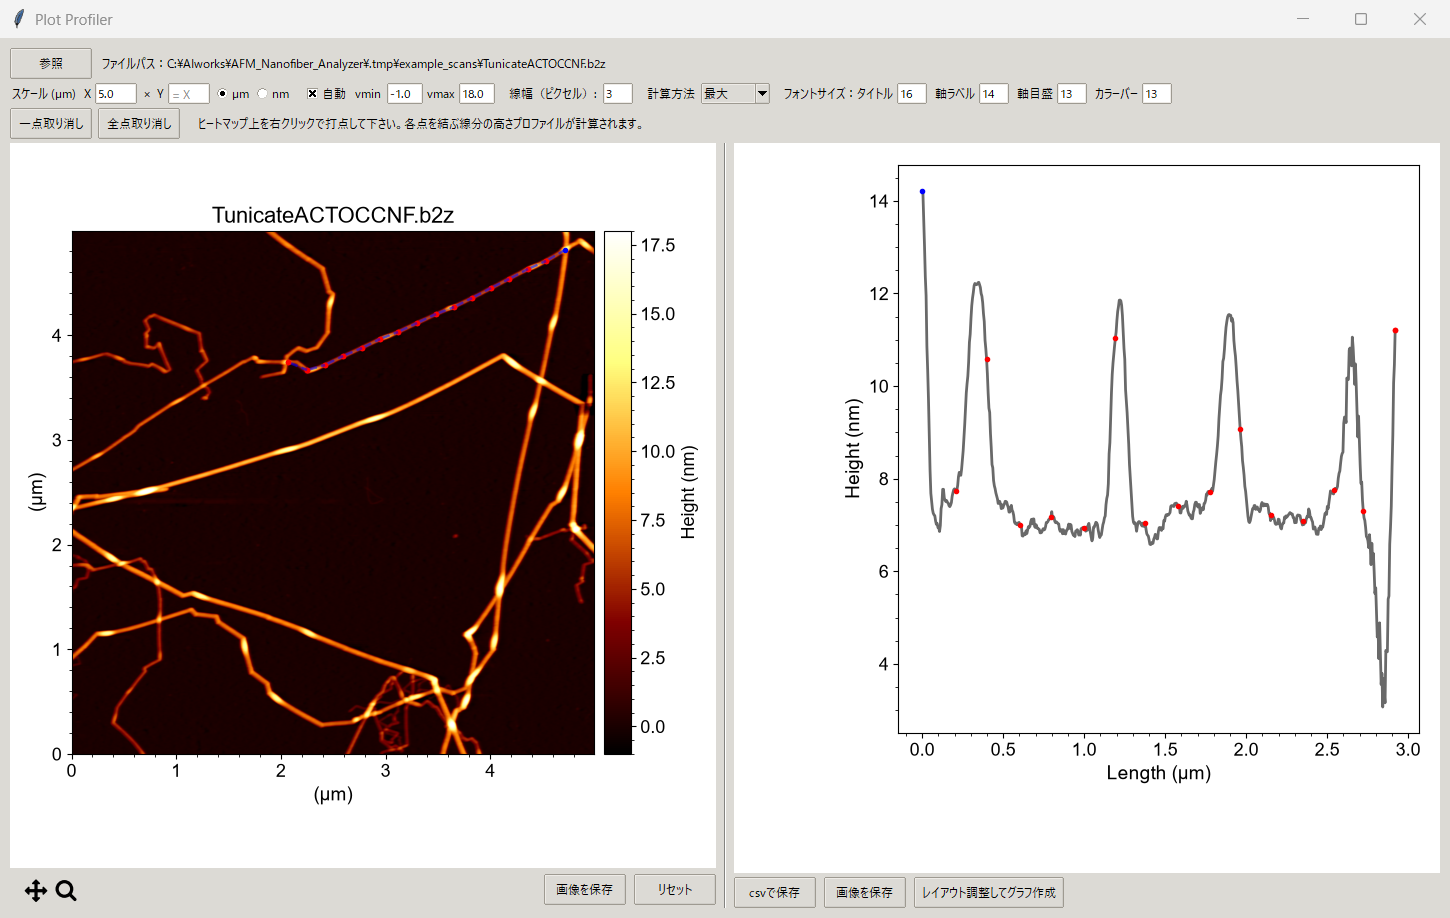 Plot Profiler
参照 ファイルパス：C:¥AIworks¥AFM_Nanofiber_Analyzer¥.tmp¥example_scans¥TunicateACTOCCNF.b2z
スケール (μm) X 5.0 × Y = X μm nm 自動 vmin -1.0 vmax 18.0 線幅（ピクセル）: 3 計算方法 最大 フォントサイズ：タイトル 16 軸ラベル 14 軸目盛 13 カラーバー 13
一点取り消し 全点取り消し ヒートマップ上を右クリックで打点して下さい。各点を結ぶ線分の高さプロファイルが計算されます。
TunicateACTOCCNF.b2z
4
3
2
1
0
(μm)
0 1 2 3 4
(μm)
17.5
15.0
12.5
10.0
7.5
5.0
2.5
0.0
Height (nm)
14
12
10
8
6
4
Height (nm)
0.0 0.5 1.0 1.5 2.0 2.5 3.0
Length (μm)
画像を保存 リセット
csvで保存 画像を保存 レイアウト調整してグラフ作成